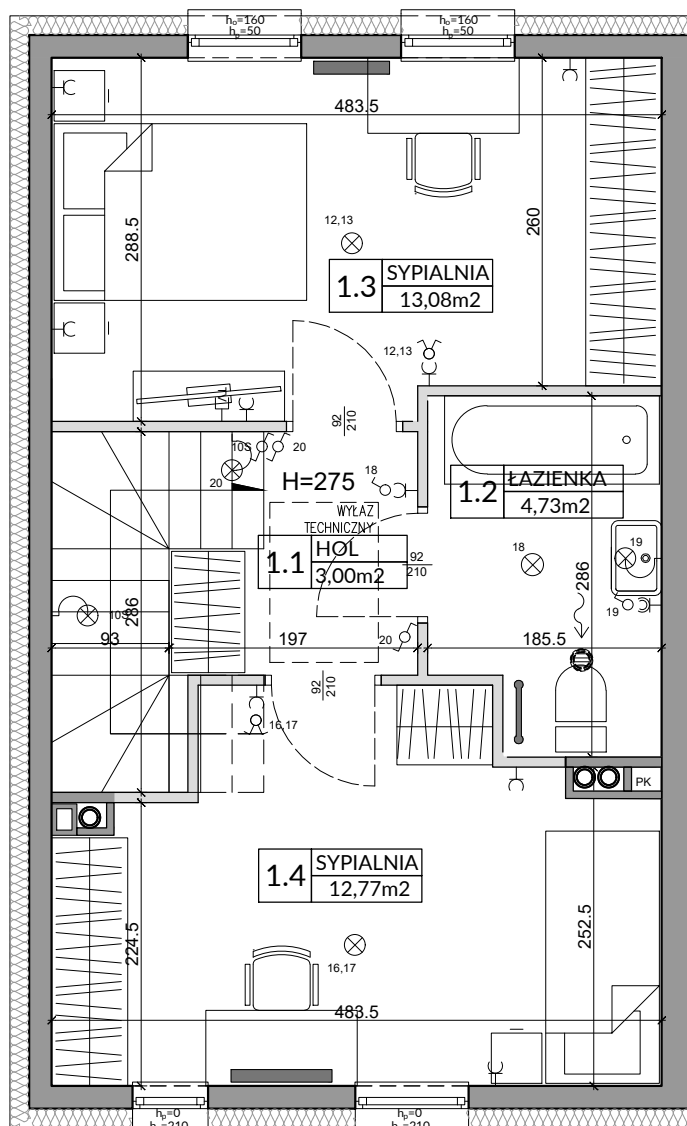 hₒ=160
hₚ=50
hₒ=160
hₚ=50
483.5
288.5
260
12,13
1.3
SYPIALNIA
13,08m2
12,13
92
210
10S
20
20
H=275
18
1.2
ŁAZIENKA
4,73m2
WYŁAZ
TECHNICZNY
1.1
HOL
3,00m2
92
210
18
19
286
286
10S
19
93
197
20
185.5
92
210
16,17
PK
1.4
SYPIALNIA
12,77m2
224.5
252.5
16,17
483.5
hₚ=0
hₚ=0